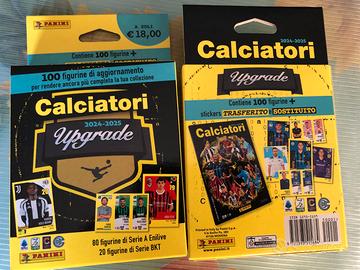 PANINI
A SOLI
€ 18,00
Contiene 100 figurine +
100 figurine di aggiornamento
per rendere ancora più completa la tua collezione
Calciatori
2024-2025
Upgrade
80 figurine di Serie A Enilive
20 figurine di Serie BKT
PANINI
PANINI
2024-2025
Calciatori
Upgrade
Contiene 100 figurine +
stickers TRASFERITO SOSTITUITO
Calciatori
PANINI